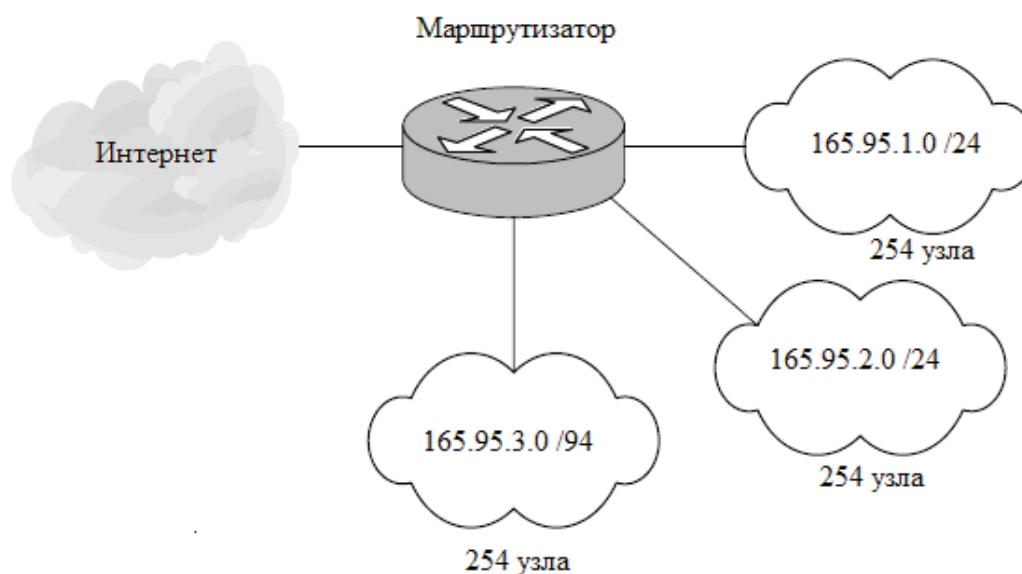 Маршрутизатор
Интернет
165.95.1.0 /24
254 узла
165.95.2.0 /24
254 узла
165.95.3.0 /94
254 узла